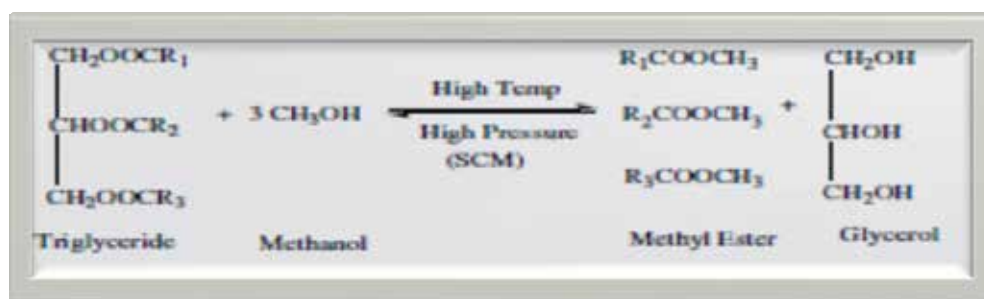 CH₂OOCR₁
CHOOCR₂
CH₂OOCR₃
Triglyceride
+ 3 CH₃OH
Methanol
High Temp
High Pressure
(SCM)
R₁COOCH₃
R₂COOCH₃
R₃COOCH₃
Methyl Ester
+
CH₂OH
CHOH
CH₂OH
Glycerol